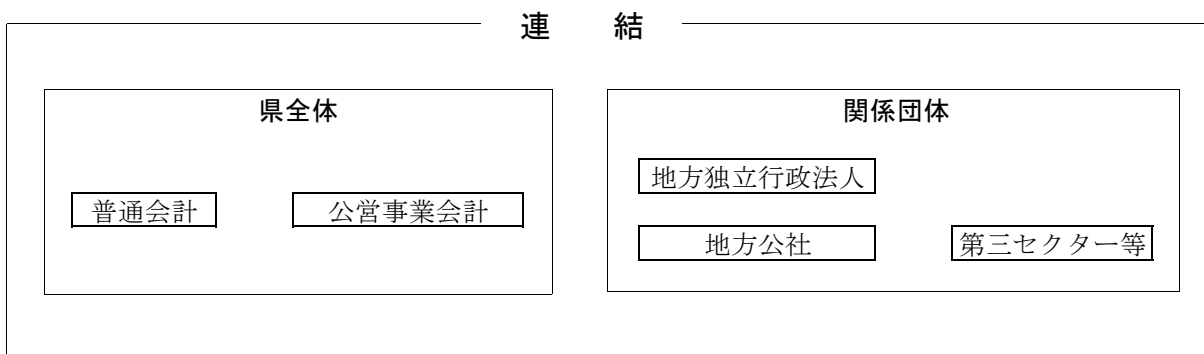 連　結
県全体
普通会計
公営事業会計
関係団体
地方独立行政法人
地方公社
第三セクター等